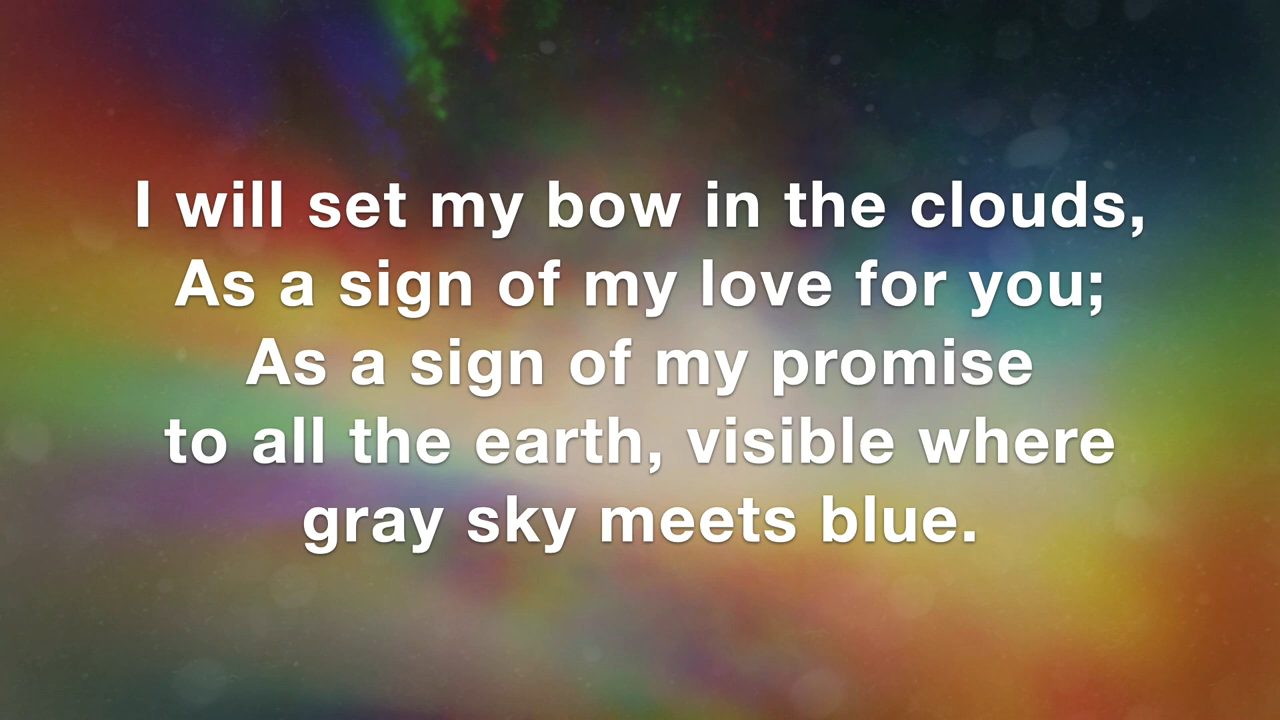 I will set my bow in the clouds,
As a sign of my love for you;
As a sign of my promise
to all the earth, visible where
gray sky meets blue.